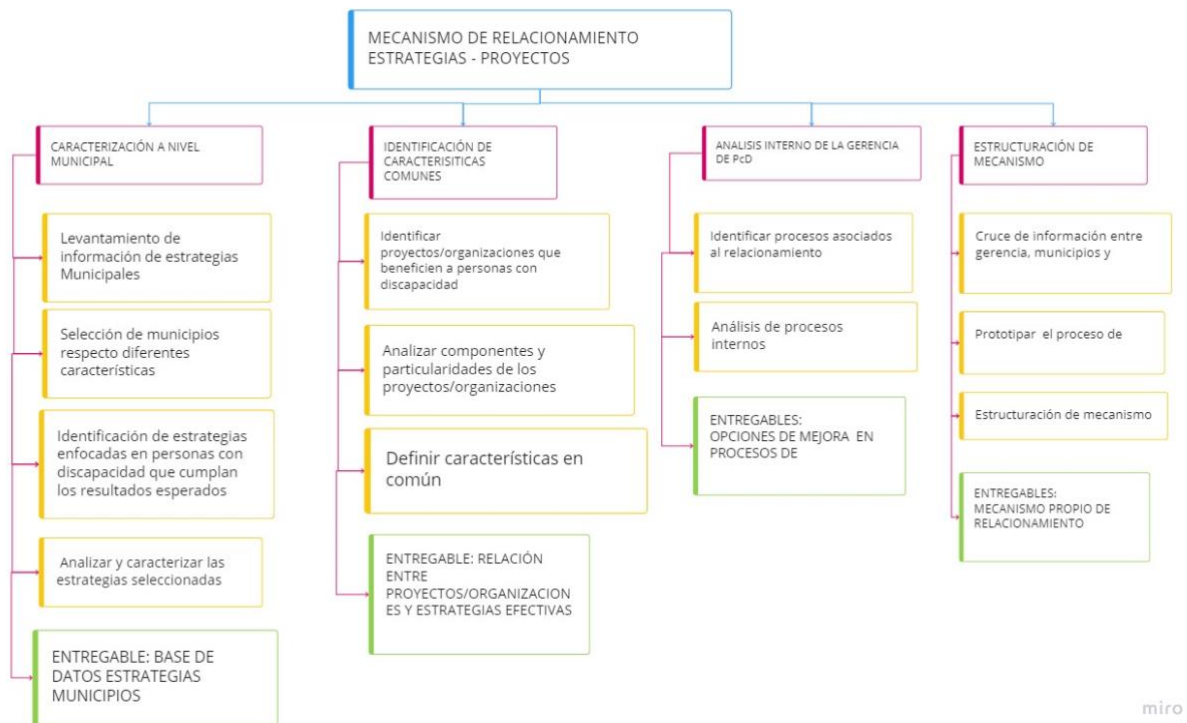 MECANISMO DE RELACIONAMIENTO
ESTRATEGIAS - PROYECTOS
CARACTERIZACIÓN A NIVEL
MUNICIPAL
Levantamiento de
información de estrategias
Municipales
Selección de municipios
respecto diferentes
características
Identificación de estrategias
enfocadas en personas con
discapacidad que cumplan
los resultados esperados
Analizar y caracterizar las
estrategias seleccionadas
ENTREGABLE: BASE DE
DATOS ESTRATEGIAS
MUNICIPIOS
IDENTIFICACIÓN DE
CARACTERISITICAS
COMUNES
Identificar
proyectos/organizaciones que
beneficien a personas con
discapacidad
Analizar componentes y
particularidades de los
proyectos/organizaciones
Definir características en
común
ENTREGABLE: RELACIÓN
ENTRE
PROYECTOS/ORGANIZACION
ES Y ESTRATEGIAS EFECTIVAS
ANALISIS INTERNO DE LA GERENCIA
DE PcD
Identificar procesos asociados
al relacionamiento
Análisis de procesos
internos
ENTREGABLES:
OPCIONES DE MEJORA EN
PROCESOS DE
ESTRUCTURACIÓN DE
MECANISMO
Cruce de información entre
gerencia, municipios y
Prototipar el proceso de
Estructuración de mecanismo
ENTREGABLES:
MECANISMO PROPIO DE
RELACIONAMIENTO
miro